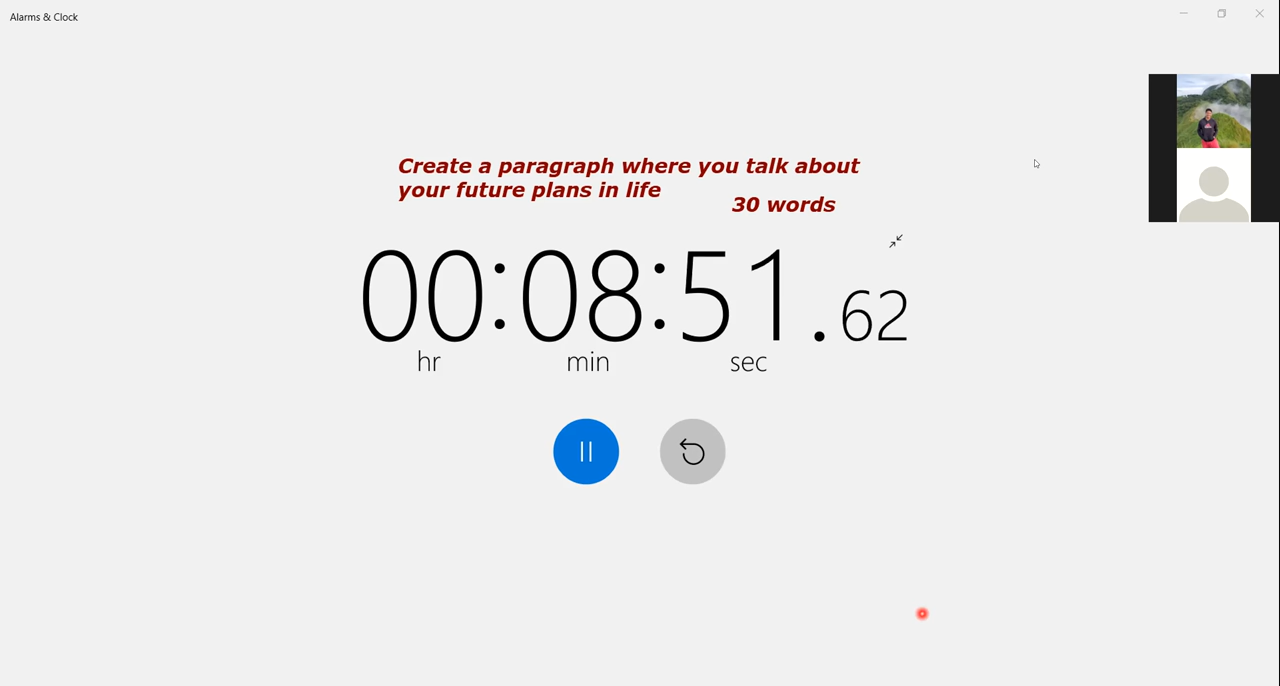 Alarms & Clock
Create a paragraph where you talk about
your future plans in life
30 words
00:08:51.62
hr min sec